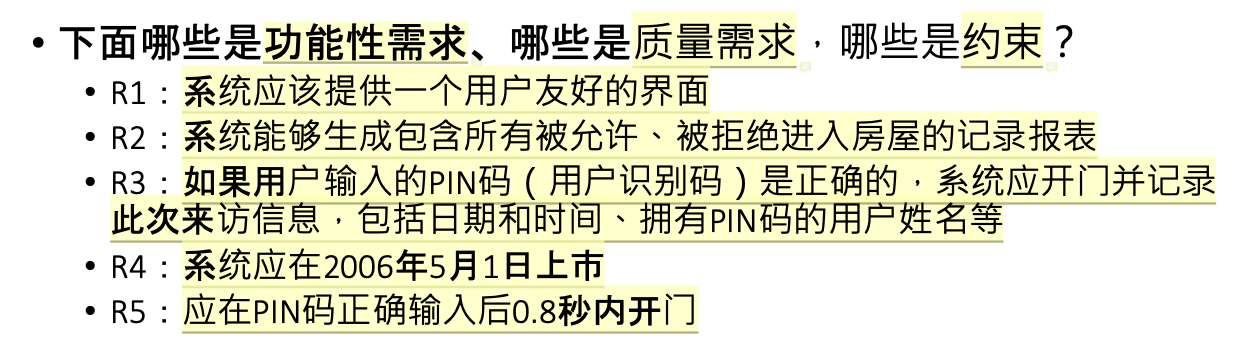 • 下面哪些是功能性需求、哪些是质量需求，哪些是约束？
• R1：系统应该提供一个用户友好的界面
• R2：系统能够生成包含所有被允许、被拒绝进入房屋的记录报表
• R3：如果用户输入的PIN码（用户识别码）是正确的，系统应开门并记录
此次来访信息，包括日期和时间、拥有PIN码的用户姓名等
• R4：系统应在2006年5月1日上市
• R5：应在PIN码正确输入后0.8秒内开门